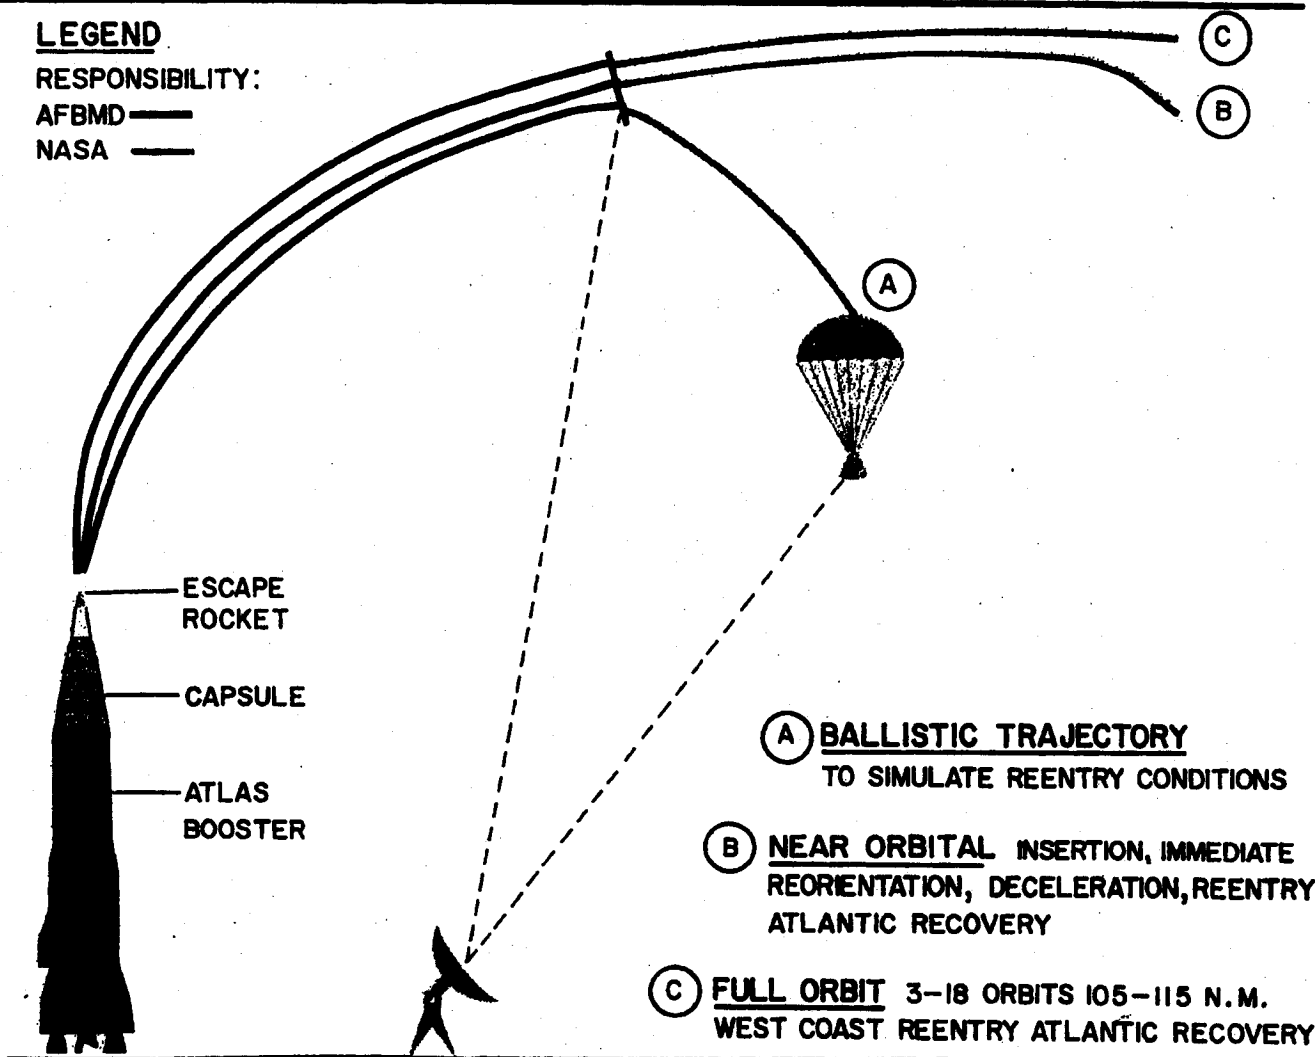 LEGEND
RESPONSIBILITY:
AFBMD
NASA
C
B
A
ESCAPE
ROCKET
CAPSULE
ATLAS
BOOSTER
A BALLISTIC TRAJECTORY
TO SIMULATE REENTRY CONDITIONS
B NEAR ORBITAL INSERTION, IMMEDIATE
REORIENTATION, DECELERATION, REENTRY
ATLANTIC RECOVERY
C FULL ORBIT 3-18 ORBITS 105-115 N.M.
WEST COAST REENTRY ATLANTIC RECOVERY